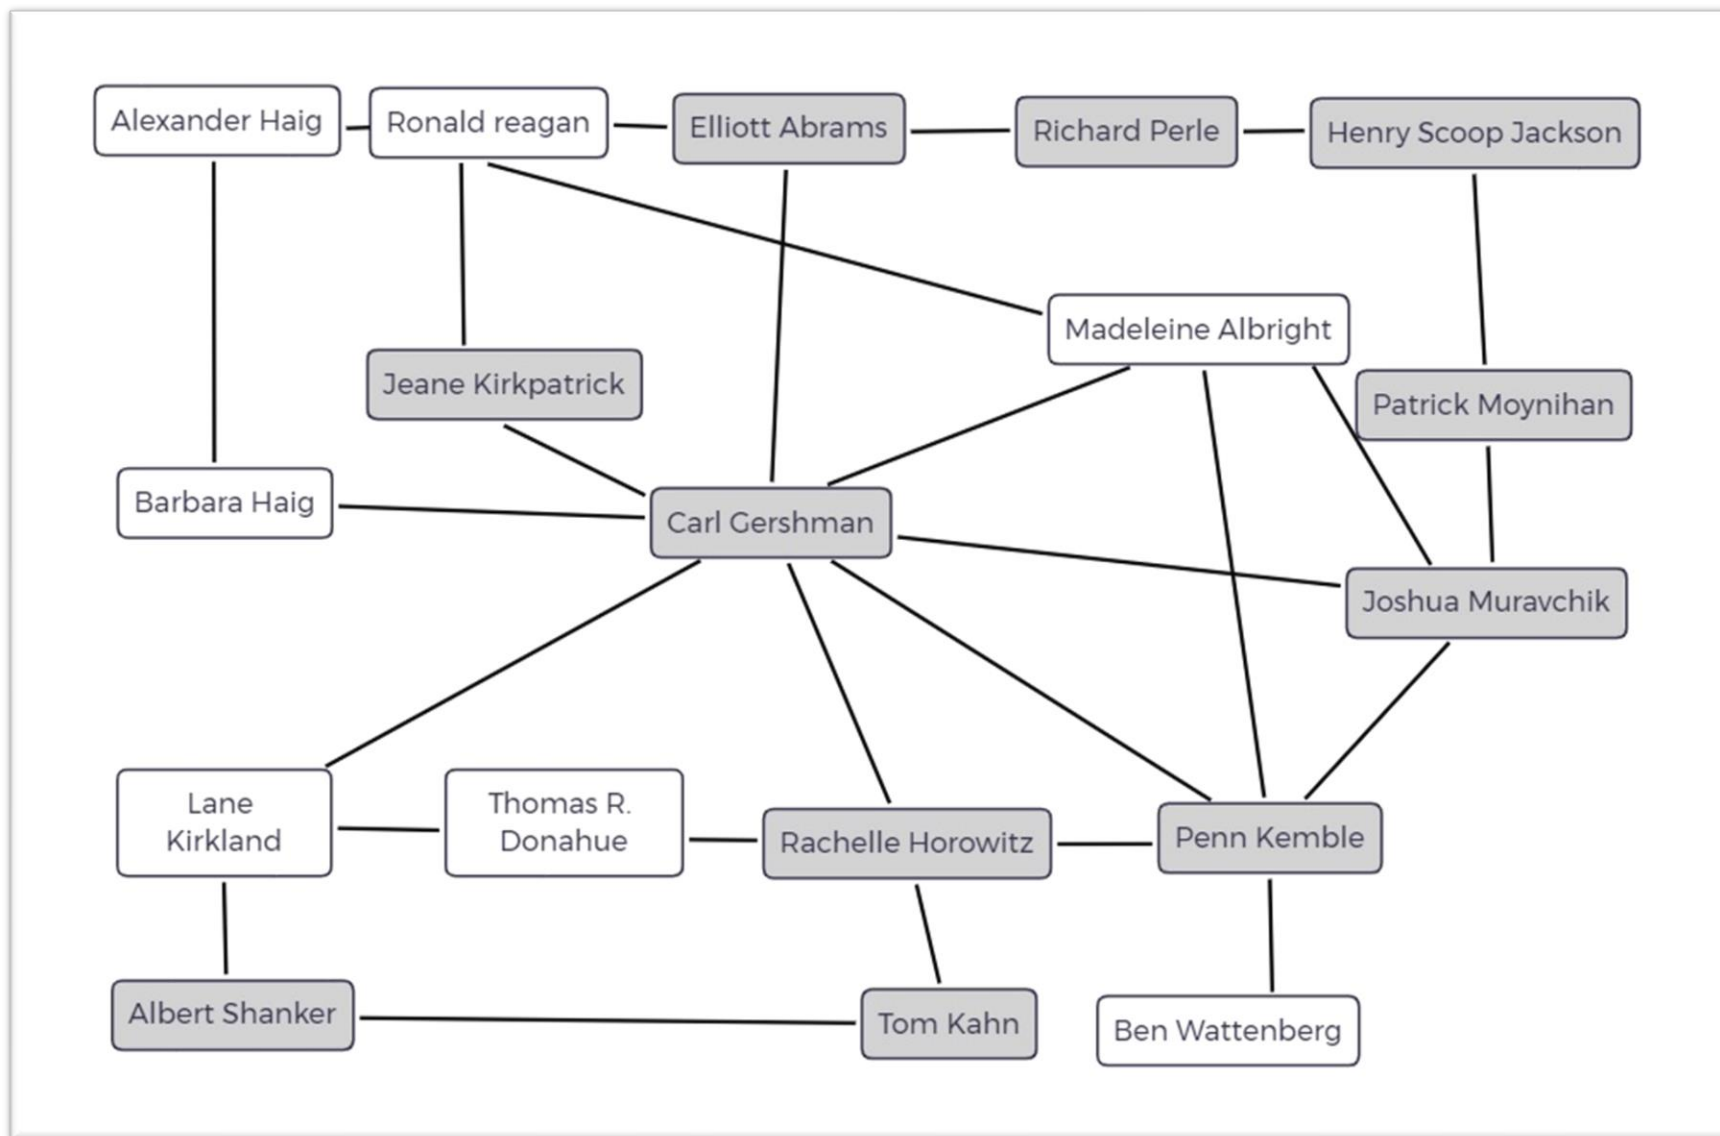 Alexander Haig
Ronald reagan
Elliott Abrams
Richard Perle
Henry Scoop Jackson
Madeleine Albright
Jeane Kirkpatrick
Patrick Moynihan
Barbara Haig
Carl Gershman
Joshua Muravchik
Lane
Kirkland
Thomas R.
Donahue
Rachelle Horowitz
Penn Kemble
Albert Shanker
Tom Kahn
Ben Wattenberg